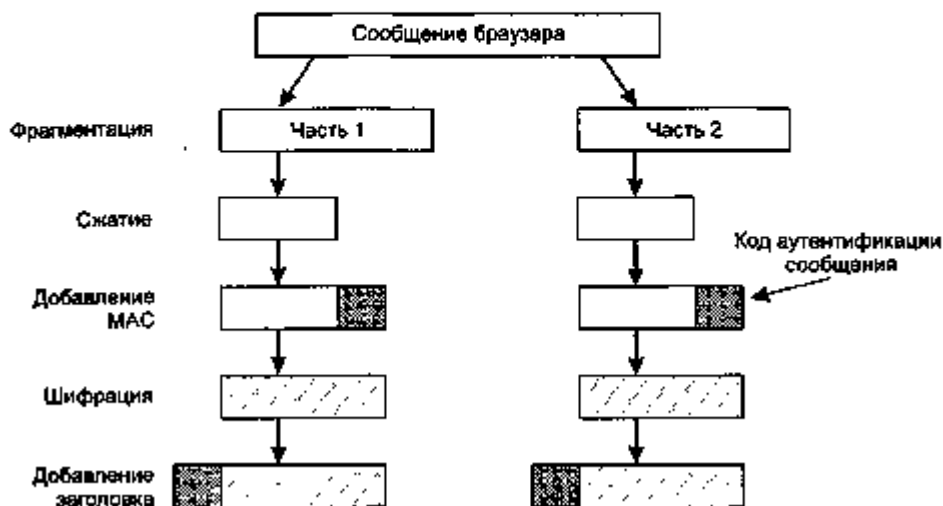 Сообщение браузера
Фрагментация
Часть 1
Часть 2
Сжатие
Код аутентификации
сообщения
Добавление
MAC
Шифрация
Добавление
заголовка